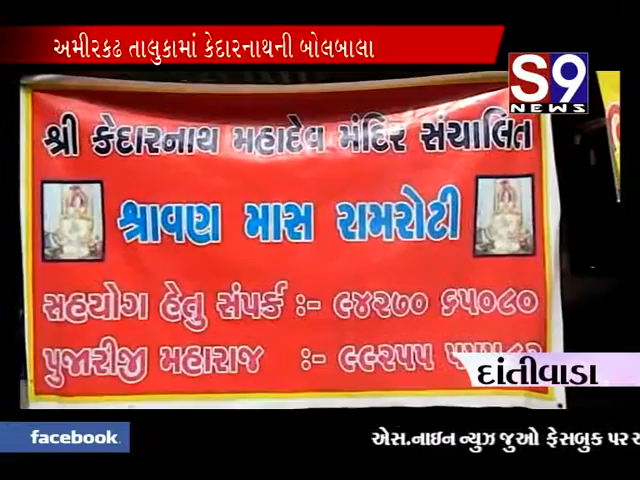 અમીરકઢ તાલુકામાં કેદારનાથની બોલબાલા
S9
NEWS
શ્રી કેદારનાથ મહાદેવ મંદિર સંચાલિત
શ્રાવણ માસ રામરોટી
સહયોગ હેતુ સંપર્ક :- ૯૪૨૭૦ ૬૫૦૮૦
પુજારીજી મહારાજ :- ૯૯૨૫૫
દાંતીવાડા
facebook
એસ.નાઇન ન્યુઝ જુઓ ફેસબુક પર